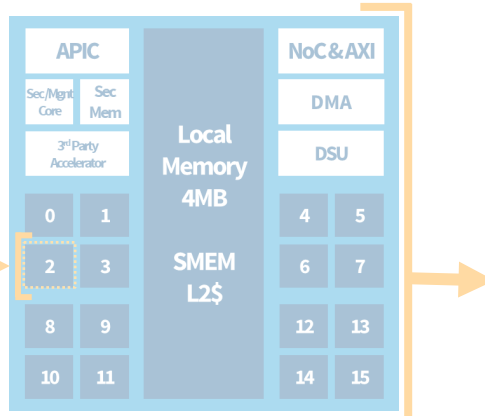 APIC
Sec/Mgnt
Core
Sec
Mem
3rd Party
Accelerator
0
1
2
3
8
9
10
11
Local
Memory
4MB
SMEM
L2$
NoC & AXI
DMA
DSU
4
5
6
7
12
13
14
15